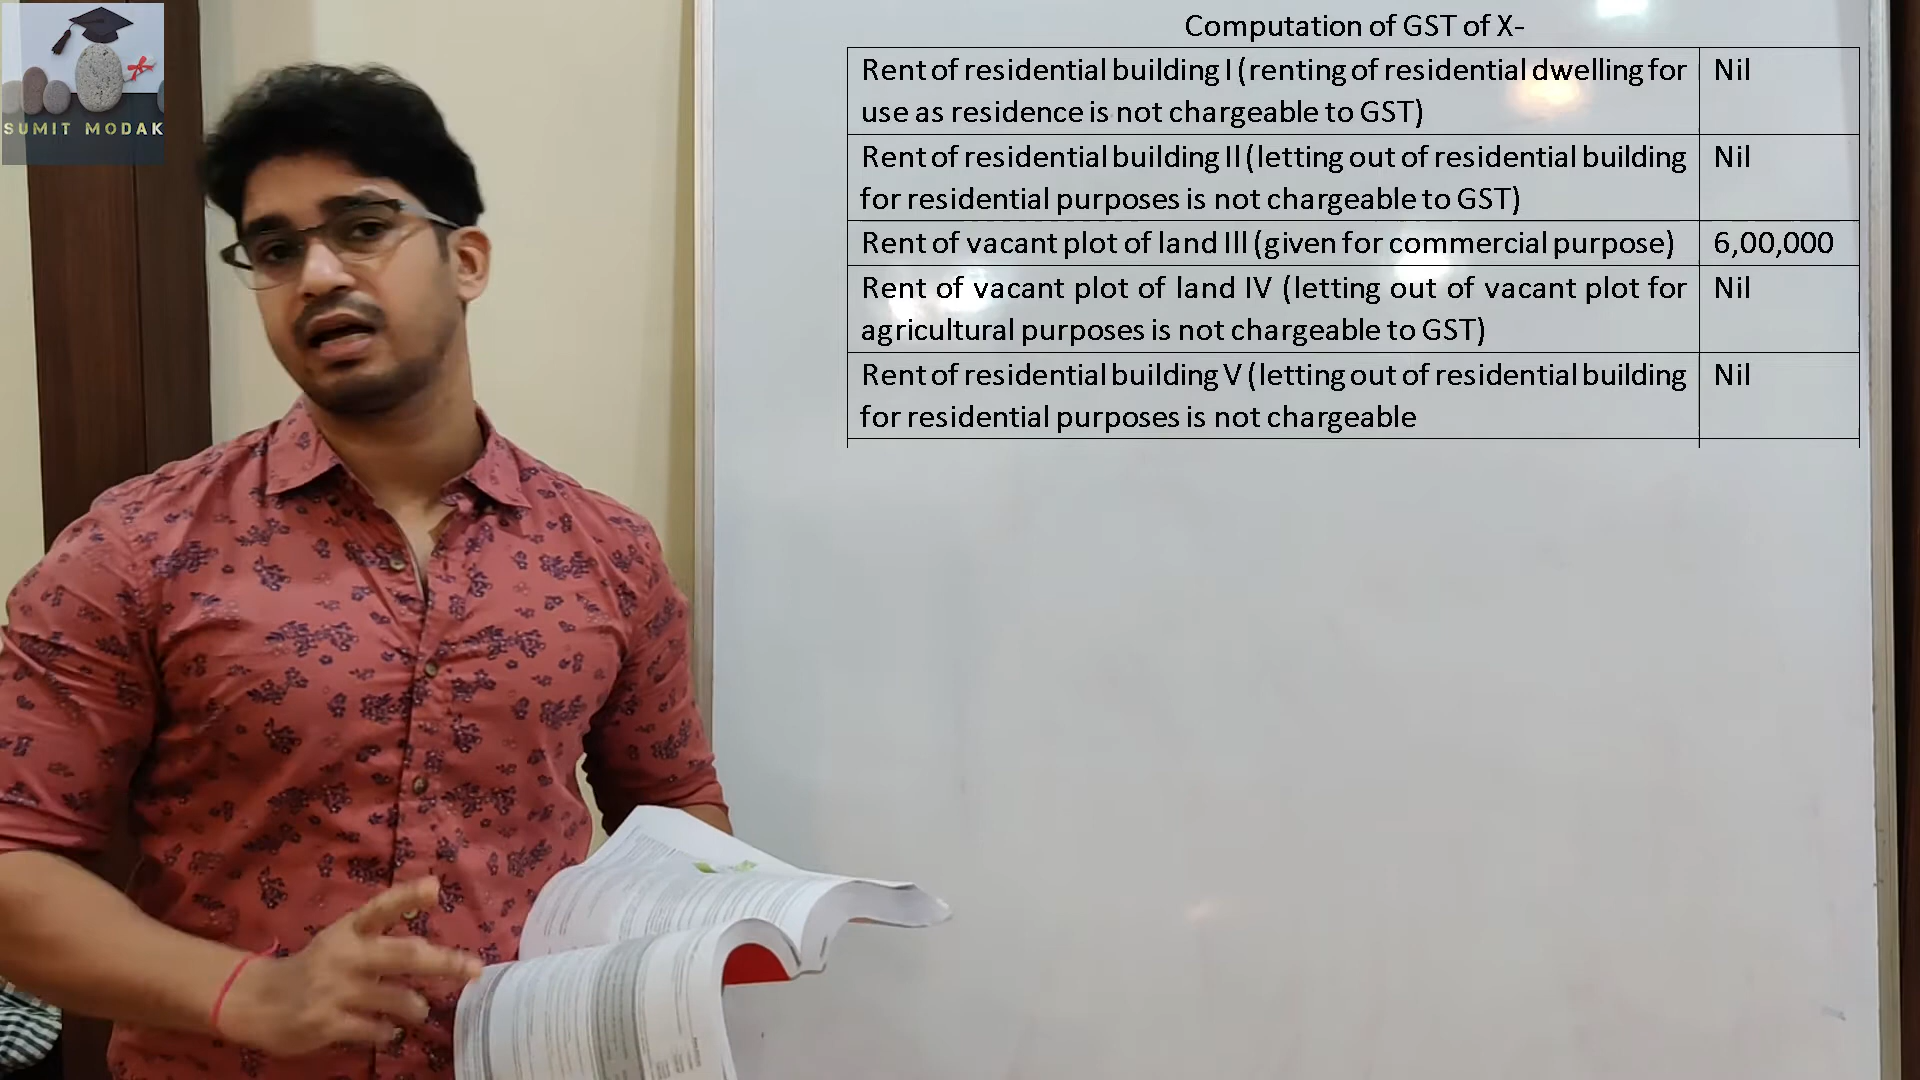 SUMIT MODAK
Computation of GST of X-
Rent of residential building I (renting of residential dwelling for
use as residence is not chargeable to GST)
Nil
Rent of residential building II (letting out of residential building
for residential purposes is not chargeable to GST)
Nil
Rent of vacant plot of land III (given for commercial purpose)
6,00,000
Rent of vacant plot of land IV (letting out of vacant plot for
agricultural purposes is not chargeable to GST)
Nil
Rent of residential building V (letting out of residential building
for residential purposes is not chargeable
Nil